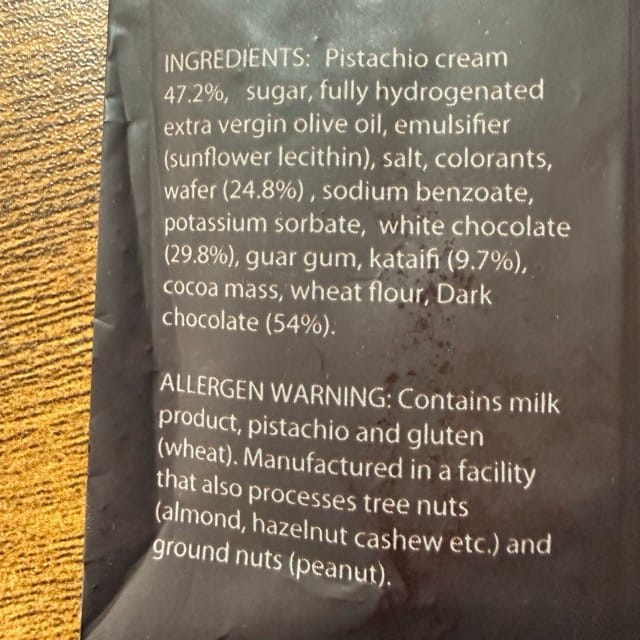 INGREDIENTS: Pistachio cream
47.2%, sugar, fully hydrogenated
extra vergin olive oil, emulsifier
(sunflower lecithin), salt, colorants,
wafer (24.8%) , sodium benzoate,
potassium sorbate, white chocolate
(29.8%), guar gum, kataifi (9.7%),
cocoa mass, wheat flour, Dark
chocolate (54%).
ALLERGEN WARNING: Contains milk
product, pistachio and gluten
(wheat). Manufactured in a facility
that also processes tree nuts
(almond, hazelnut cashew etc.) and
ground nuts (peanut).